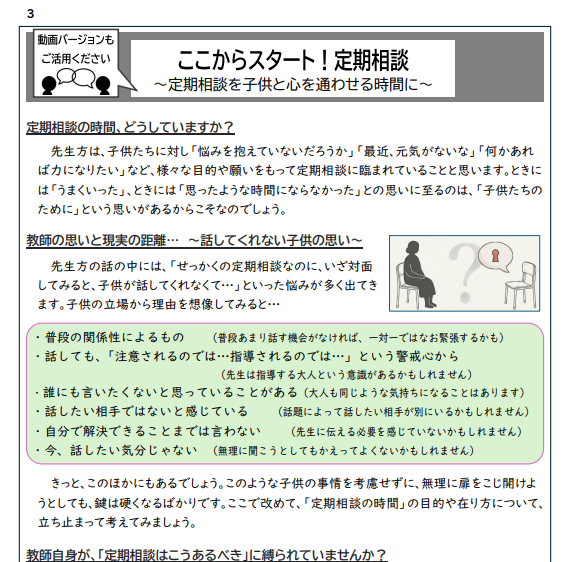 3
動画バージョンも
ご活用ください
ここからスタート！定期相談
～定期相談を子供と心を通わせる時間に～
定期相談の時間、どうしていますか？
先生方は、子供たちに対し「悩みを抱えていないだろうか」「最近、元気がないな」「何かあれ
ば力になりたい」など、様々な目的や願いをもって定期相談に臨まれていることと思います。ときに
は「うまくいった」、ときには「思ったような時間にならなかった」との思いに至るのは、「子供たちの
ために」という思いがあるからこそなのでしょう。
教師の思いと現実の距離… ～話してくれない子供の思い～
先生方の話の中には、「せっかくの定期相談なのに、いざ対面
してみると、子供が話してくれなくて…」といった悩みが多く出てき
ます。子供の立場から理由を想像してみると…
・普段の関係性によるもの （普段あまり話す機会がなければ、一対一ではなお緊張するかも）
・話しても、「注意されるのでは…指導されるのでは…」という警戒心から
（先生は指導する大人という意識があるかもしれません）
・誰にも言いたくないと思っていることがある（大人も同じような気持ちになることはあります）
・話したい相手ではないと感じている （話題によって話したい相手が別にいるかもしれません）
・自分で解決できることまでは言わない （先生に伝える必要を感じていないかもしれません）
・今、話したい気分じゃない （無理に聞こうとしてもかえってよくないかもしれません）
きっと、このほかにもあるでしょう。このような子供の事情を考慮せずに、無理に扉をこじ開けよ
うとしても、鍵は硬くなるばかりです。ここで改めて、「定期相談の時間」の目的や在り方について、
立ち止まって考えてみましょう。
教師自身が、「定期相談はこうあるべき」に縛られていませんか？